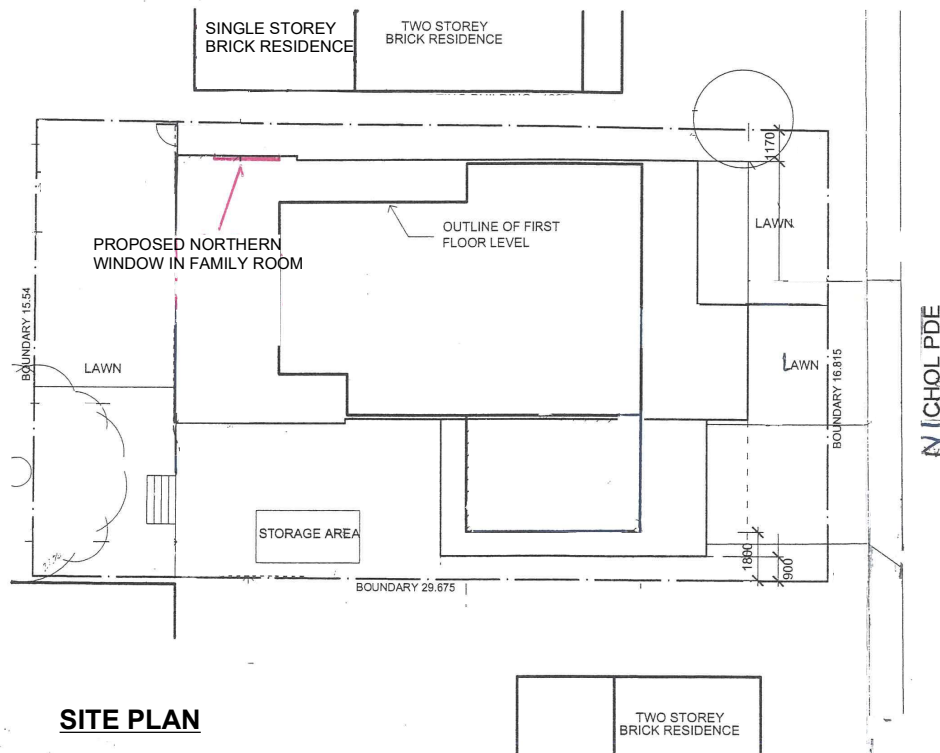 SINGLE STOREY
BRICK RESIDENCE
TWO STOREY
BRICK RESIDENCE
1170
LAWN
OUTLINE OF FIRST
FLOOR LEVEL
PROPOSED NORTHERN
WINDOW IN FAMILY ROOM
BOUNDARY 15.54
LAWN
LAWN
BOUNDARY 16.815
NICHOL PDE
STORAGE AREA
1800
900
BOUNDARY 29.675
SITE PLAN
TWO STOREY
BRICK RESIDENCE